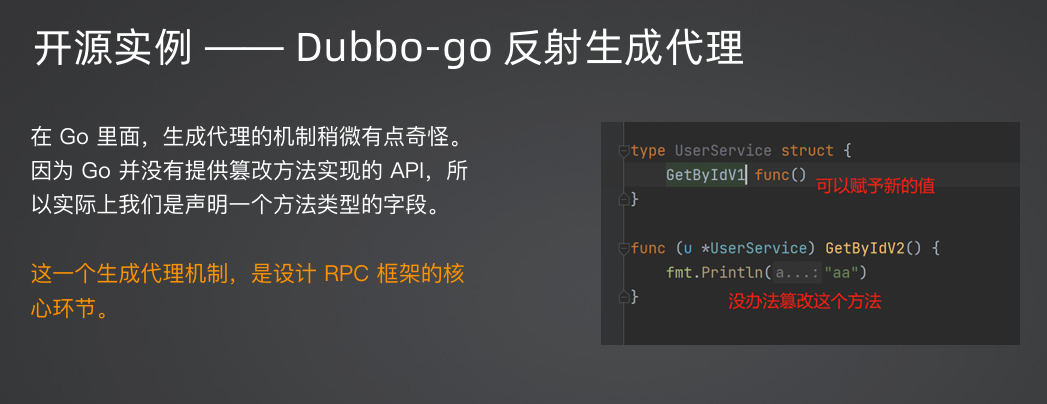 开源实例 —— Dubbo-go 反射生成代理
在 Go 里面，生成代理的机制稍微有点奇怪。
因为 Go 并没有提供篡改方法实现的 API，所
以实际上我们是声明一个方法类型的字段。
这一个生成代理机制，是设计 RPC 框架的核
心环节。
type UserService struct {
GetByIdV1 func()
可以赋予新的值
}
func (u *UserService) GetByIdV2() {
fmt.Println( a...: "aa")
没办法篡改这个方法
}